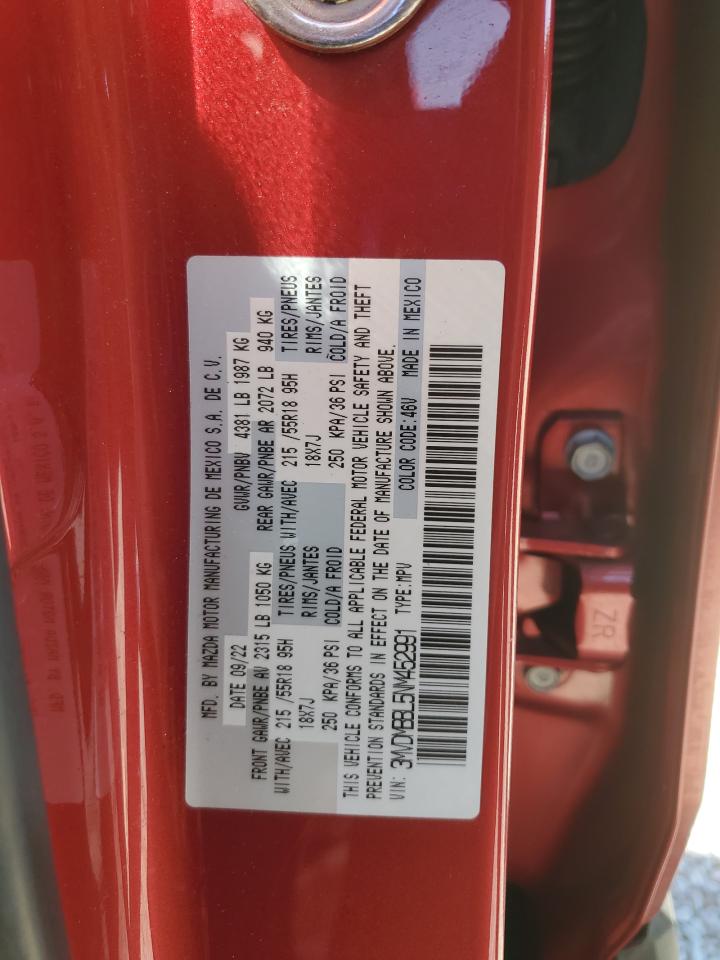 MFD. BY MAZDA MOTOR MANUFACTURING DE MEXICO S.A. DE C.V.
DATE 09/22 GVWR/PNBV 4381 LB 1987 KG
FRONT GAWR/PNBE AV 2315 LB 1050 KG REAR GAWR/PNBE AR 2072 LB 940 KG
WITH/AVEC 215 /55R18 95H TIRES/PNEUS WITH/AVEC 215 /55R18 95H TIRES/PNEUS
18X7J RIMS/JANTES 18X7J RIMS/JANTES
250 KPA/36 PSI COLD/A FROID 250 KPA/36 PSI COLD/A FROID
THIS VEHICLE CONFORMS TO ALL APPLICABLE FEDERAL MOTOR VEHICLE SAFETY AND THEFT
PREVENTION STANDARDS IN EFFECT ON THE DATE OF MANUFACTURE SHOWN ABOVE.
VIN: 3MVDMBBL5NM452991 TYPE:MPV COLOR CODE:46V MADE IN MEXICO
ZR